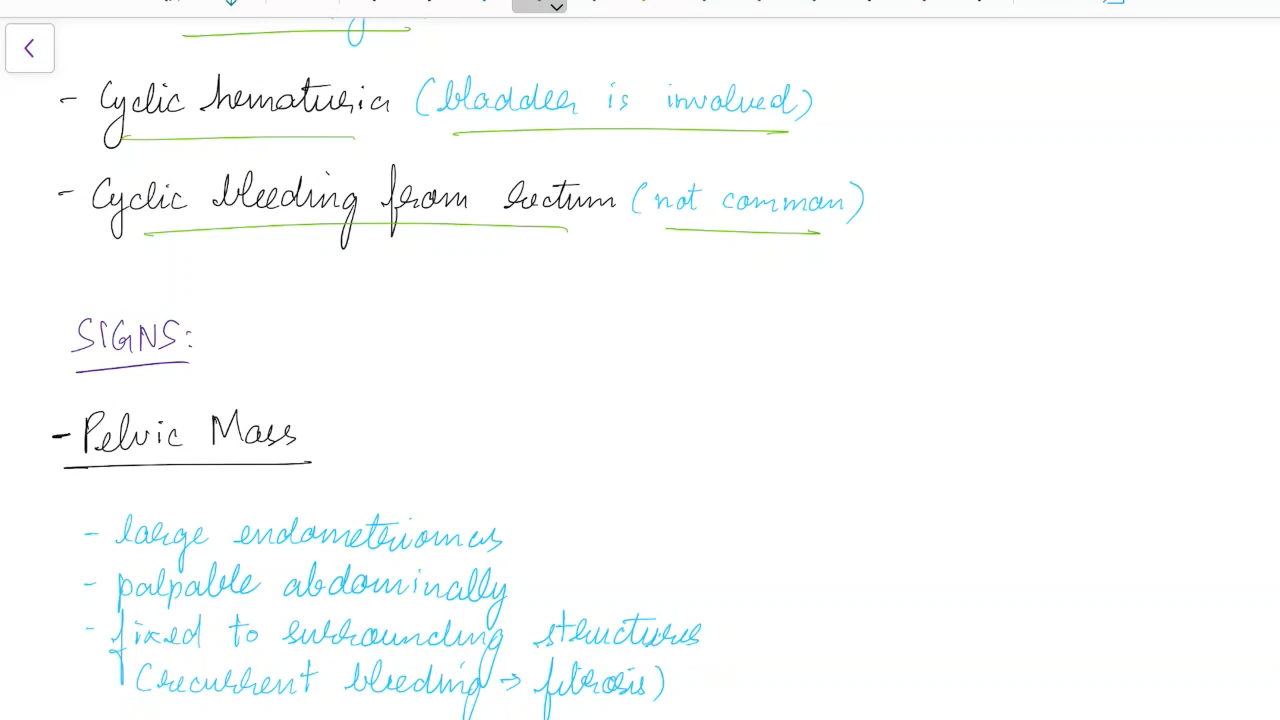 - Cyclic hematuria (bladder is involved)
- Cyclic bleeding from rectum (not common)
SIGNS:
- Pelvic Mass
- large endometriomas
- palpable abdominally
- fixed to surrounding structures
(recurrent bleeding → fibrosis)